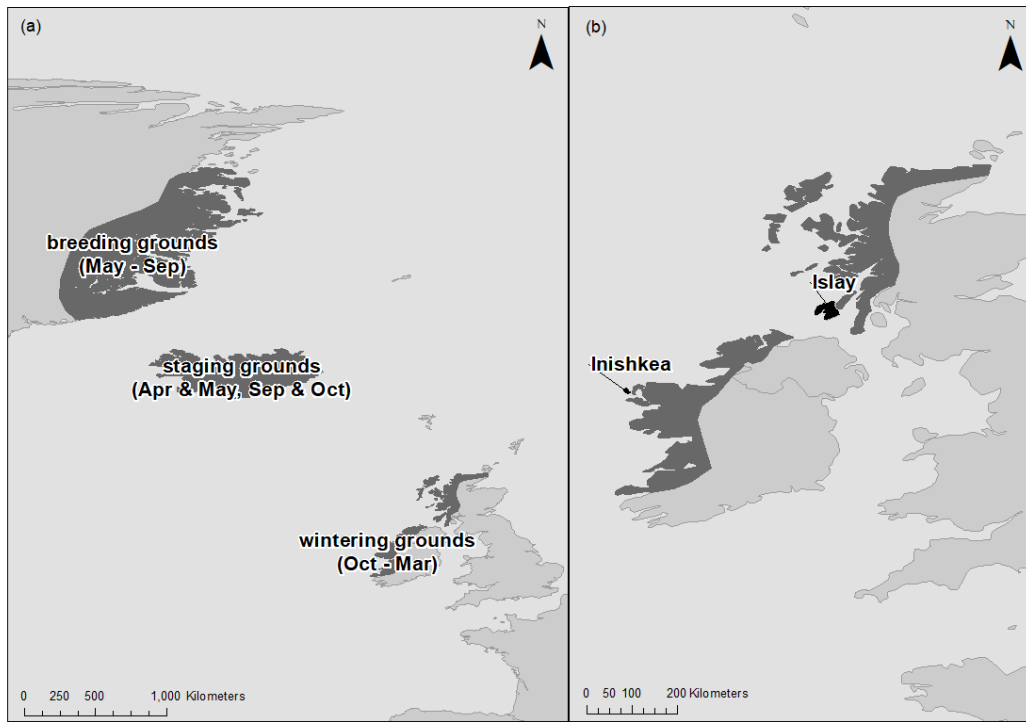 (a)
N
breeding grounds
(May - Sep)
staging grounds
(Apr & May, Sep & Oct)
wintering grounds
(Oct - Mar)
0 250 500 1,000 Kilometers
(b)
N
Islay
Inishkea
0 50 100 200 Kilometers